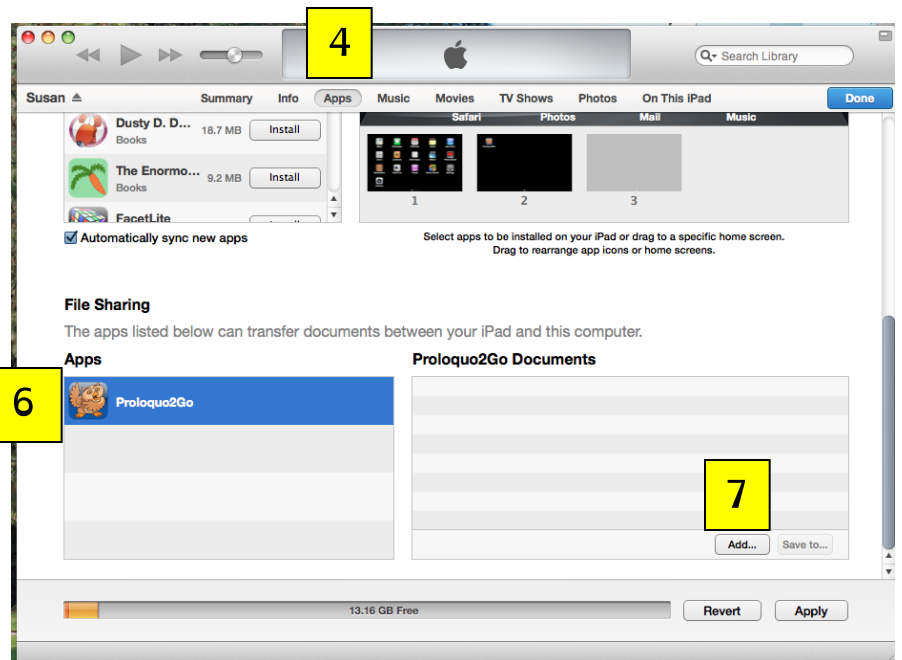 4
Search Library
Susan Summary Info Apps Music Movies TV Shows Photos On This iPad Done
Safari Photos Mail Music
Dusty D. D... 18.7 MB Install
Books
The Enormo... 9.2 MB Install
Books
1 2 3
FacetLite
Automatically sync new apps
Select apps to be installed on your iPad or drag to a specific home screen.
Drag to rearrange app icons or home screens.
File Sharing
The apps listed below can transfer documents between your iPad and this computer.
Apps Proloquo2Go Documents
6
Proloquo2Go
7
Add... Save to...
13.16 GB Free Revert Apply